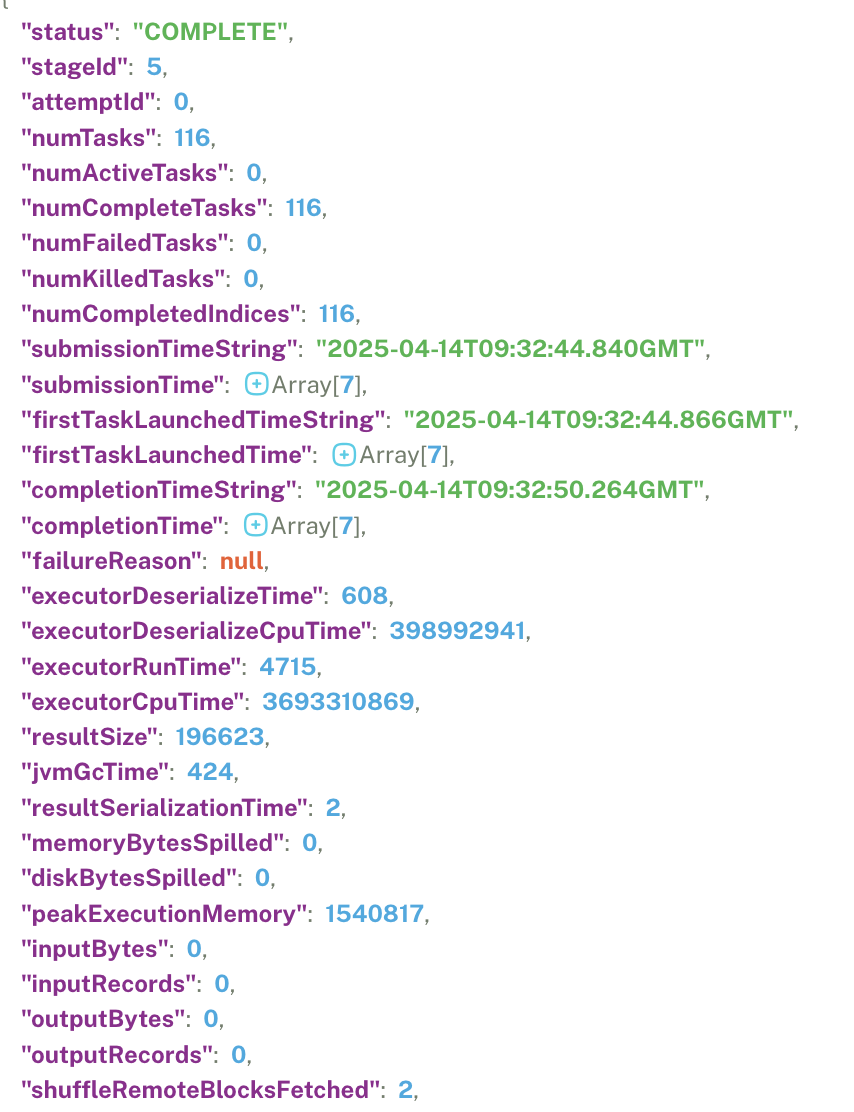 "status": "COMPLETE",
"stageId": 5,
"attemptId": 0,
"numTasks": 116,
"numActiveTasks": 0,
"numCompleteTasks": 116,
"numFailedTasks": 0,
"numKilledTasks": 0,
"numCompletedIndices": 116,
"submissionTimeString": "2025-04-14T09:32:44.840GMT",
"submissionTime": Array[7],
"firstTaskLaunchedTimeString": "2025-04-14T09:32:44.866GMT",
"firstTaskLaunchedTime": Array[7],
"completionTimeString": "2025-04-14T09:32:50.264GMT",
"completionTime": Array[7],
"failureReason": null,
"executorDeserializeTime": 608,
"executorDeserializeCpuTime": 398992941,
"executorRunTime": 4715,
"executorCpuTime": 3693310869,
"resultSize": 196623,
"jvmGcTime": 424,
"resultSerializationTime": 2,
"memoryBytesSpilled": 0,
"diskBytesSpilled": 0,
"peakExecutionMemory": 1540817,
"inputBytes": 0,
"inputRecords": 0,
"outputBytes": 0,
"outputRecords": 0,
"shuffleRemoteBlocksFetched": 2,